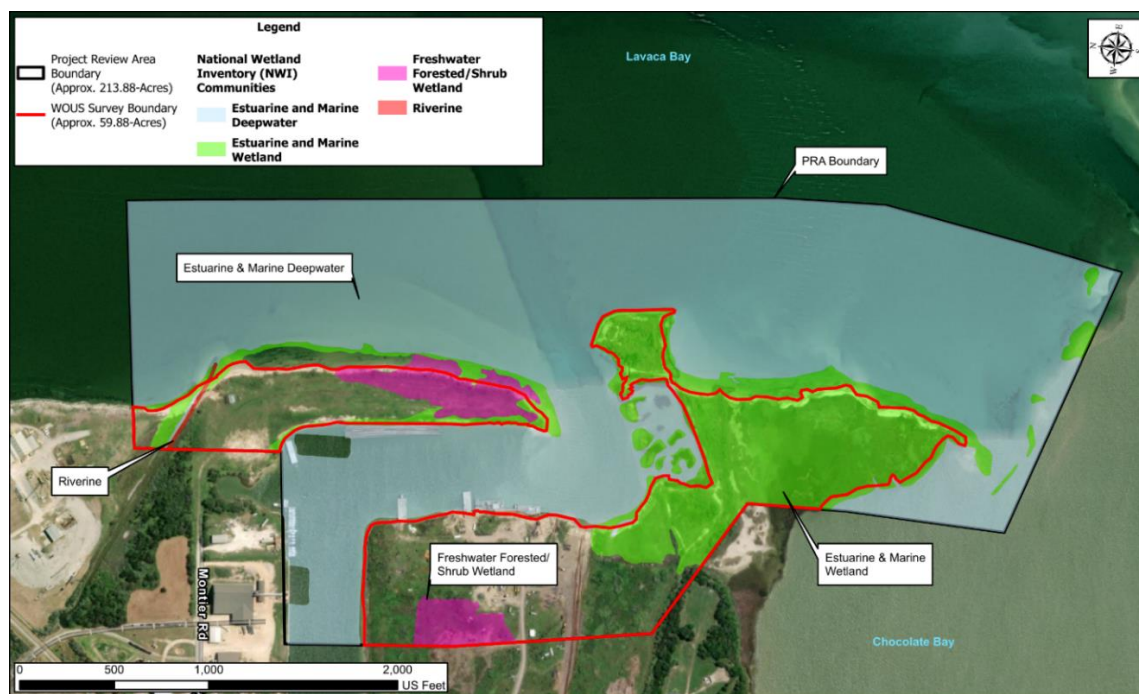 Legend
Project Review Area
Boundary
(Approx. 213.88-Acres)
WOUS Survey Boundary
(Approx. 59.88-Acres)
National Wetland
Inventory (NWI)
Communities
Estuarine and Marine
Deepwater
Estuarine and Marine
Wetland
Freshwater
Forested/Shrub
Wetland
Riverine
Lavaca Bay
N
E
W
PRA Boundary
Estuarine & Marine Deepwater
Riverine
Freshwater Forested/
Shrub Wetland
Estuarine & Marine
Wetland
Montier Rd
Chocolate Bay
0 500 1,000 2,000
US Feet